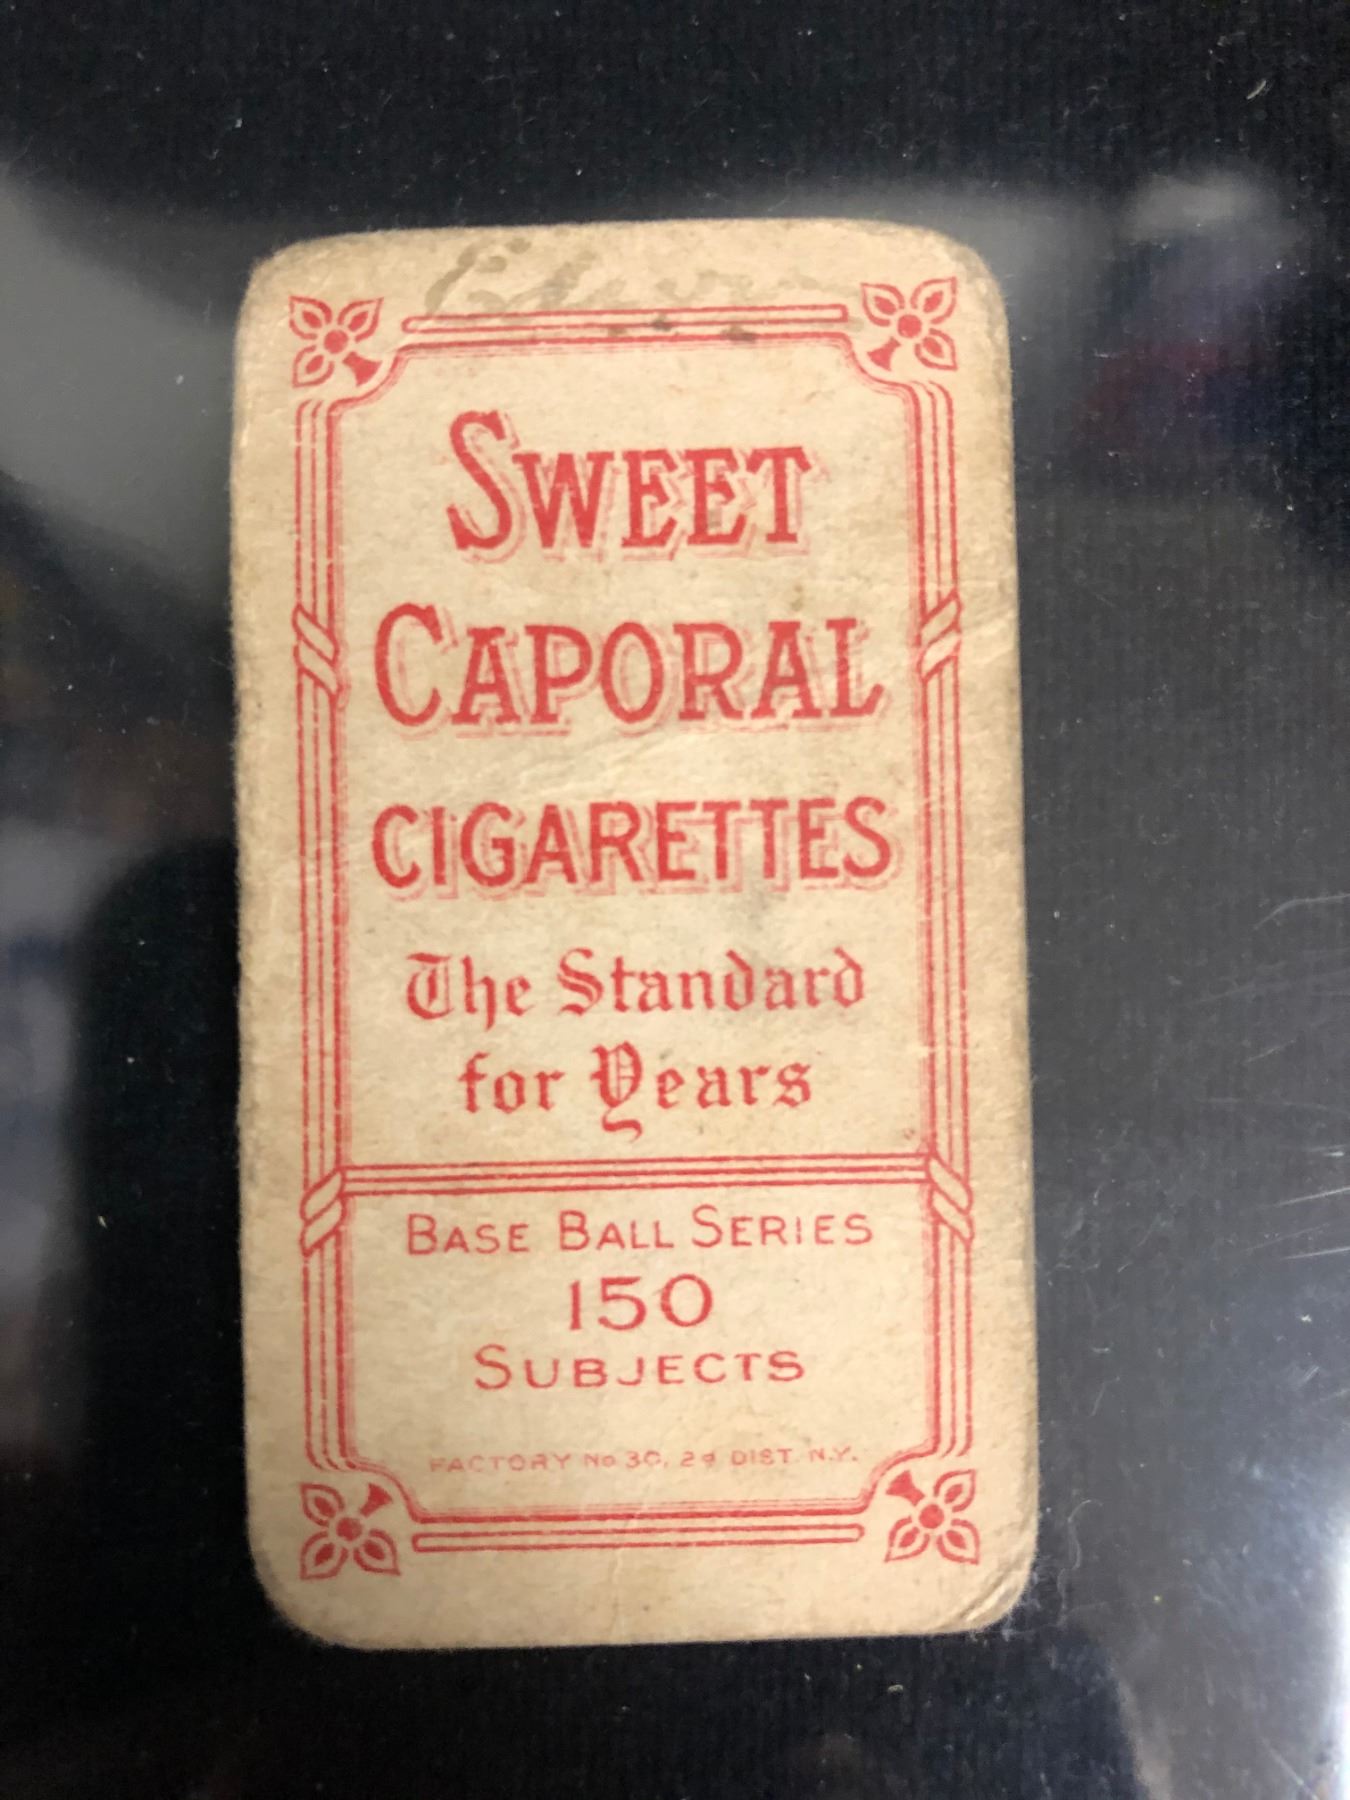 SWEET
CAPORAL
CIGARETTES
The Standard
for Years
BASE BALL SERIES
150
SUBJECTS
FACTORY No 30, 2d DIST. N.Y.